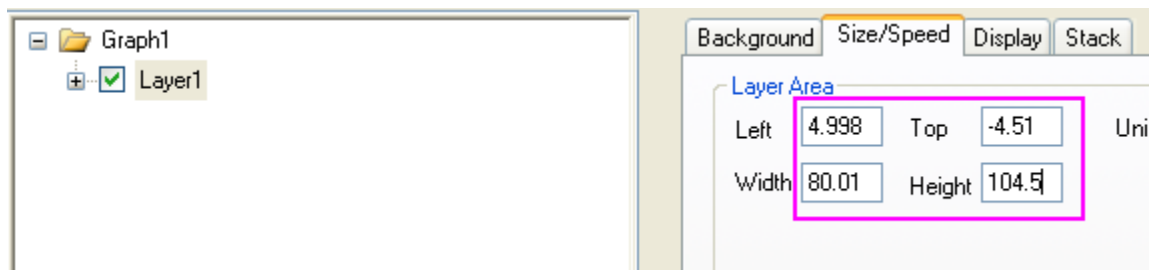 Graph1
Layer1
Background Size/Speed Display Stack
Layer Area
Left 4.998 Top -4.51 Uni
Width 80.01 Height 104.5